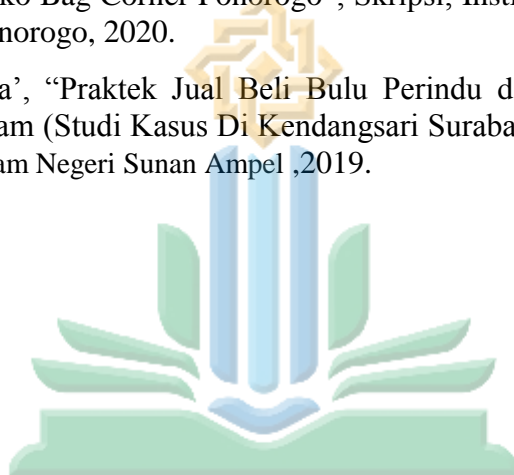 ko Bag Corner Ponorogo”, Skripsi, Insti
norogo, 2020.
a’, “Praktek Jual Beli Bulu Perindu d
am (Studi Kasus Di Kendangsari Suraba
am Negeri Sunan Ampel ,2019.